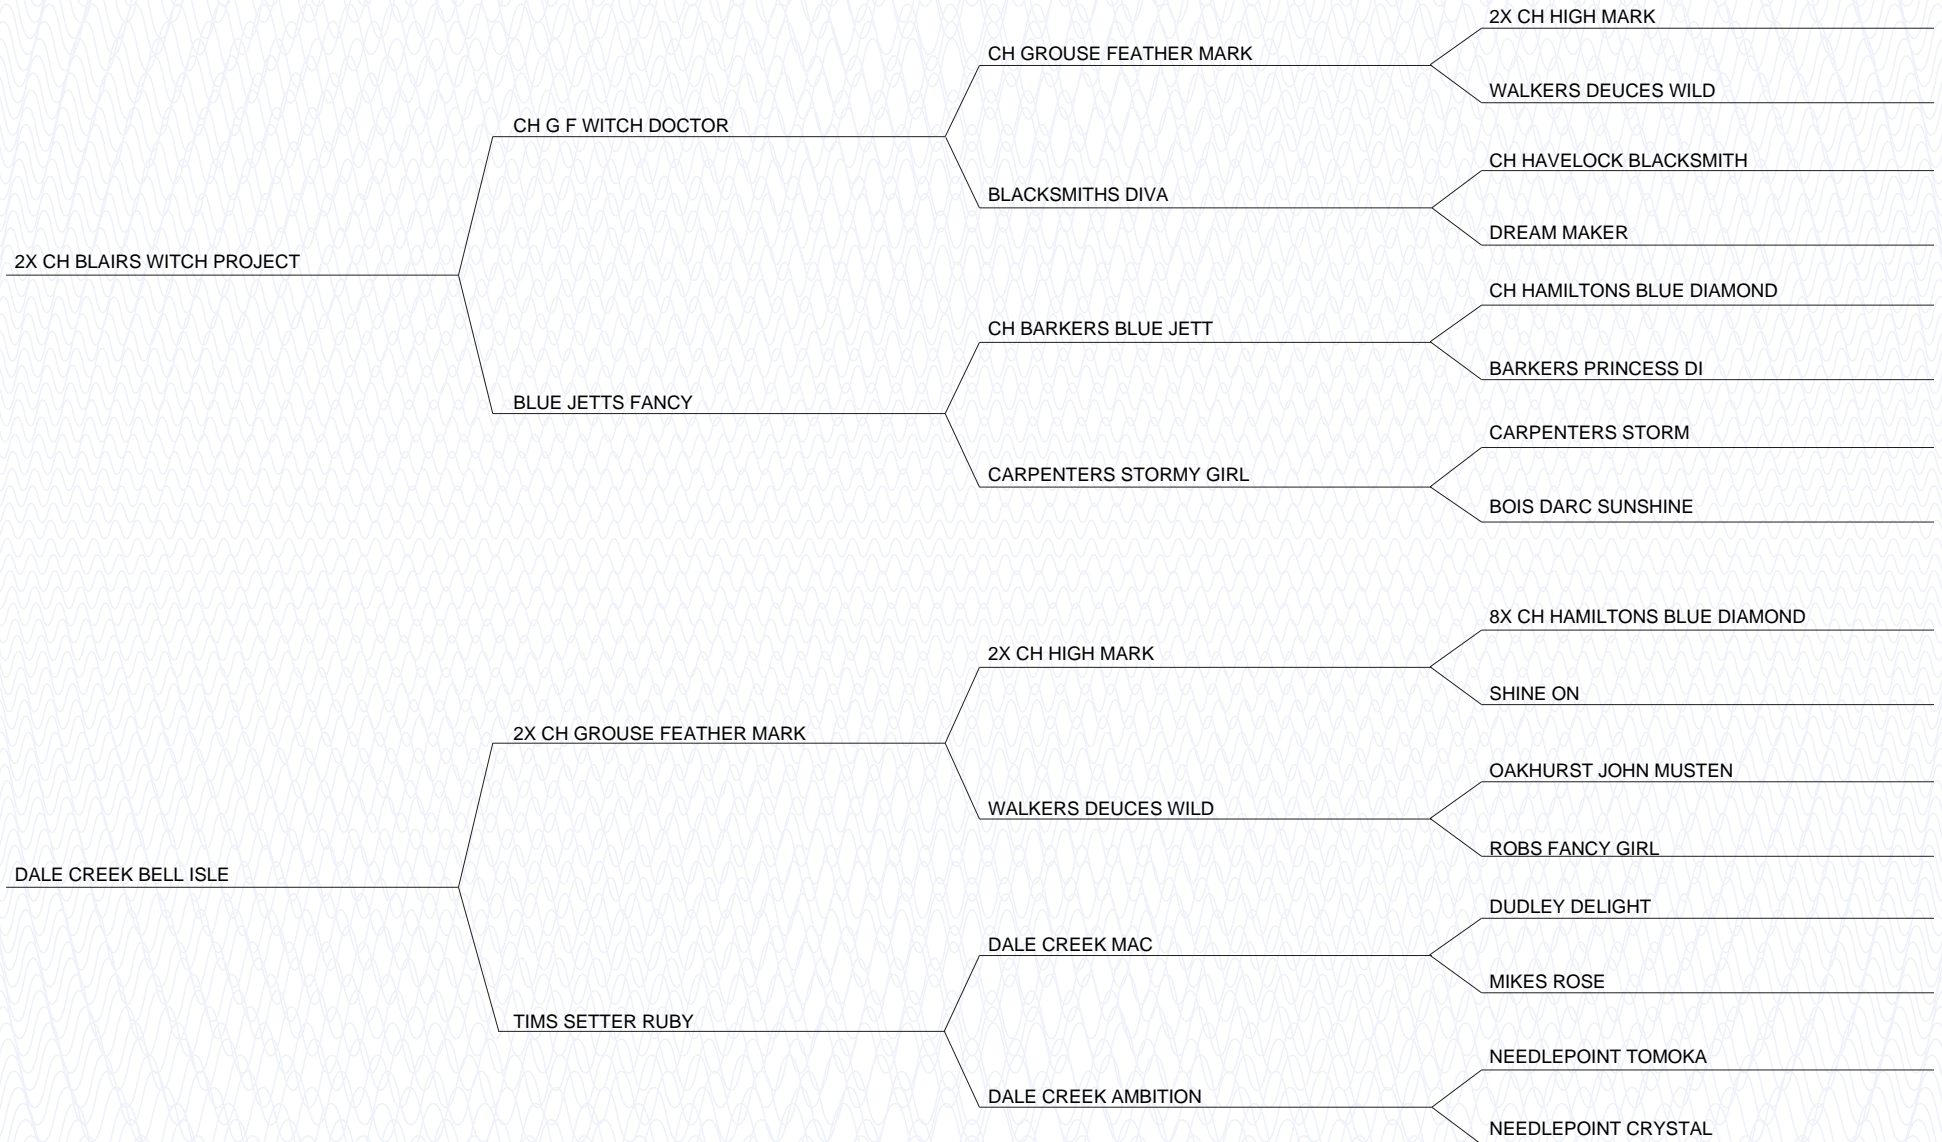 2X CH HIGH MARK
CH GROUSE FEATHER MARK
WALKERS DEUCES WILD
CH G F WITCH DOCTOR
CH HAVELOCK BLACKSMITH
BLACKSMITHS DIVA
DREAM MAKER
2X CH BLAIRS WITCH PROJECT
CH HAMILTONS BLUE DIAMOND
CH BARKERS BLUE JETT
BARKERS PRINCESS DI
BLUE JETTS FANCY
CARPENTERS STORM
CARPENTERS STORMY GIRL
BOIS DARC SUNSHINE
8X CH HAMILTONS BLUE DIAMOND
2X CH HIGH MARK
SHINE ON
2X CH GROUSE FEATHER MARK
OAKHURST JOHN MUSTEN
WALKERS DEUCES WILD
ROBS FANCY GIRL
DALE CREEK BELL ISLE
DUDLEY DELIGHT
DALE CREEK MAC
MIKES ROSE
TIMS SETTER RUBY
NEEDLEPOINT TOMOKA
DALE CREEK AMBITION
NEEDLEPOINT CRYSTAL